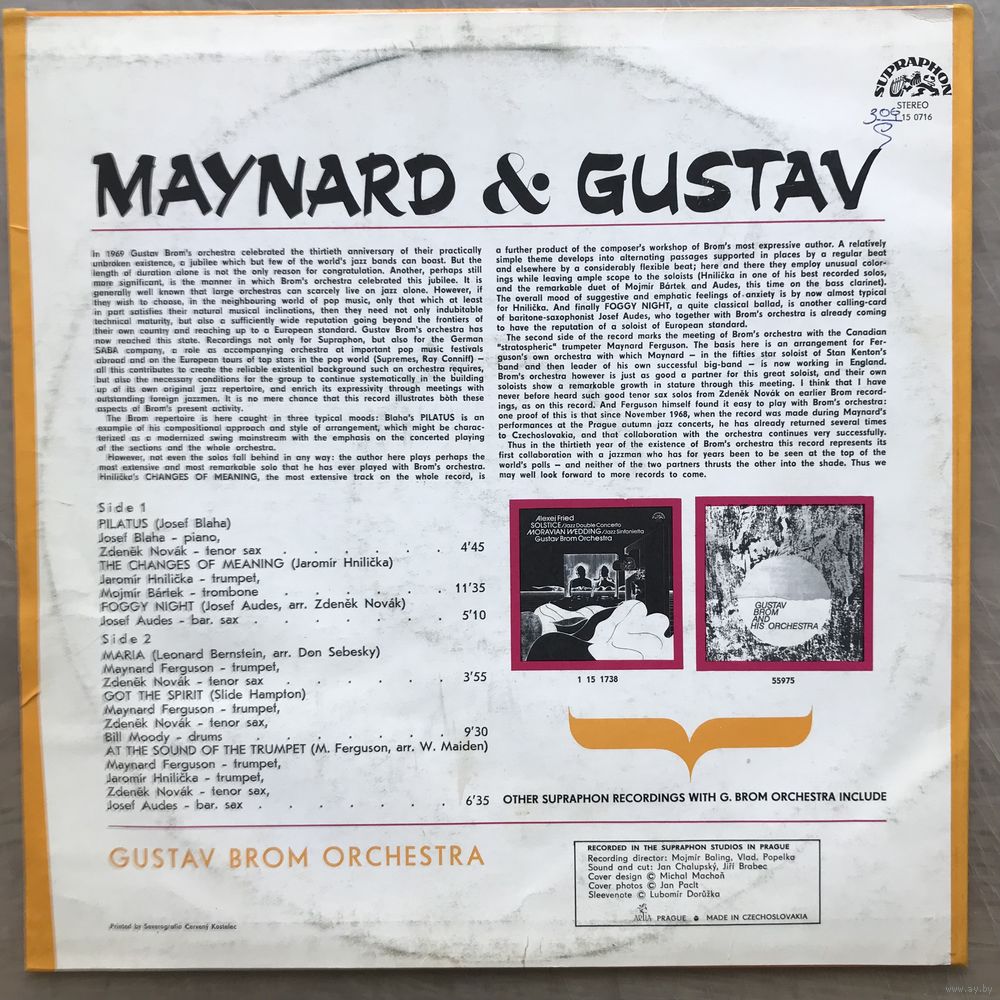 SUPRAPHON
STEREO
15 0716
MAYNARD & GUSTAV
In 1969 Gustav Brom's orchestra celebrated the thirtieth anniversary of their practically
unbroken existence, a jubilee which but few of the world's jazz bands can boast. But the
length of duration alone is not the only reason for congratulation. Another, perhaps still
more significant, is the manner in which Brom's orchestra celebrated this jubilee. It is
generally well known that large orchestras can scarcely live on jazz alone. However, if
they wish to choose, in the neighbouring world of pop music, only that which at least
in part satisfies their natural musical inclinations, then they need not only indubitable
technical maturity, but also a sufficiently wide reputation going beyond the frontiers of
their own country and reaching up to a European standard. Gustav Brom's orchestra has
now reached this state. Recordings not only for Supraphon, but also for the German
SABA company, a role as accompanying orchestra at important pop music festivals
abroad and on the European tours of top stars in the pop world (Supremes, Ray Conniff) –
all this contributes to create the reliable existential background such an orchestra requires,
but also the necessary conditions for the group to continue systematically in the building
up of its own original jazz repertoire, and enrich its expressivity through meetings with
outstanding foreign jazzmen. It is no mere chance that this record illustrates both these
aspects of Brom's present activity.
The Brom repertoire is here caught in three typical moods: Blaha's PILATUS is an
example of his compositional approach and style of arrangement, which might be charac-
terized as a modernized swing mainstream with the emphasis on the concerted playing
of the sections and the whole orchestra.
However, not even the solos fall behind in any way: the author here plays perhaps the
most extensive and most remarkable solo that he has ever played with Brom's orchestra.
Hnilička's CHANGES OF MEANING, the most extensive track on the whole record, is
a further product of the composer's workshop of Brom's most expressive author. A relatively
simple theme develops into alternating passages supported in places by a regular beat
and elsewhere by a considerably flexible beat; here and there they employ unusual color-
ings while leaving ample scope to the soloists (Hnilička in one of his best recorded solos,
and the remarkable duet of Mojmír Bártek and Audes, this time on the bass clarinet).
The overall mood of suggestive and emphatic feelings of anxiety is by now almost typical
for Hnilička. And finally FOGGY NIGHT, a quite classical ballad, is another calling-card
of baritone-saxophonist Josef Audes, who together with Brom's orchestra is already coming
to have the reputation of a soloist of European standard.
The second side of the record marks the meeting of Brom's orchestra with the Canadian
"stratospheric" trumpeter Maynard Ferguson. The basis here is an arrangement for Fer-
guson's own orchestra with which Maynard – in the fifties star soloist of Stan Kenton's
band and then leader of his own successful big-band – is now working in England.
Brom's orchestra however is just as good a partner for this great soloist, and their own
soloists show a remarkable growth in stature through this meeting. I think that I have
never before heard such good tenor sax solos from Zdeněk Novák on earlier Brom record-
ings, as on this record. And Ferguson himself found it easy to play with Brom's orchestra:
one proof of this is that since November 1968, when the record was made during Maynard's
performances at the Prague autumn jazz concerts, he has already returned several times
to Czechoslovakia, and that collaboration with the orchestra continues very successfully.
Thus in the thirtieth year of the existence of Brom's orchestra this record represents its
first collaboration with a jazzman who has for years been to be seen at the top of the
world's polls – and neither of the two partners thrusts the other into the shade. Thus we
may well look forward to more records to come.
Side 1
PILATUS (Josef Blaha)
Josef Blaha – piano,
Zdeněk Novák – tenor sax . . . . . . . 4'45
THE CHANGES OF MEANING (Jaromír Hnilička)
Jaromír Hnilička – trumpet,
Mojmír Bártek – trombone . . . . . . . 11'35
FOGGY NIGHT (Josef Audes, arr. Zdeněk Novák)
Josef Audes – bar. sax . . . . . . . . 5'10
Side 2
MARIA (Leonard Bernstein, arr. Don Sebesky)
Maynard Ferguson – trumpet,
Zdeněk Novák – tenor sax . . . . . . . 3'55
GOT THE SPIRIT (Slide Hampton)
Maynard Ferguson – trumpet,
Zdeněk Novák – tenor sax,
Bill Moody – drums . . . . . . . . 9'30
AT THE SOUND OF THE TRUMPET (M. Ferguson, arr. W. Maiden)
Maynard Ferguson – trumpet,
Jaromír Hnilička – trumpet,
Zdeněk Novák – tenor sax,
Josef Audes – bar. sax . . . . . . . . 6'35
Alexej Fried
SOLSTICE/Jazz Double Concerto
MORAVIAN WEDDING/Jazz Sinfonietta
Gustav Brom Orchestra
1 15 1738
GUSTAV
BROM
AND
HIS ORCHESTRA
55975
OTHER SUPRAPHON RECORDINGS WITH G. BROM ORCHESTRA INCLUDE
GUSTAV BROM ORCHESTRA
RECORDED IN THE SUPRAPHON STUDIOS IN PRAGUE
Recording director: Mojmír Balling, Vlad. Popelka
Sound and cut: Jan Chalupský, Jiří Brabec
Cover design © Michal Machoň
Cover photos © Jan Paclt
Sleevenote © Lubomír Dorůžka
ARTIA PRAGUE MADE IN CZECHOSLOVAKIA
Printed by Severografia Červený Kostelec
www.ay.by